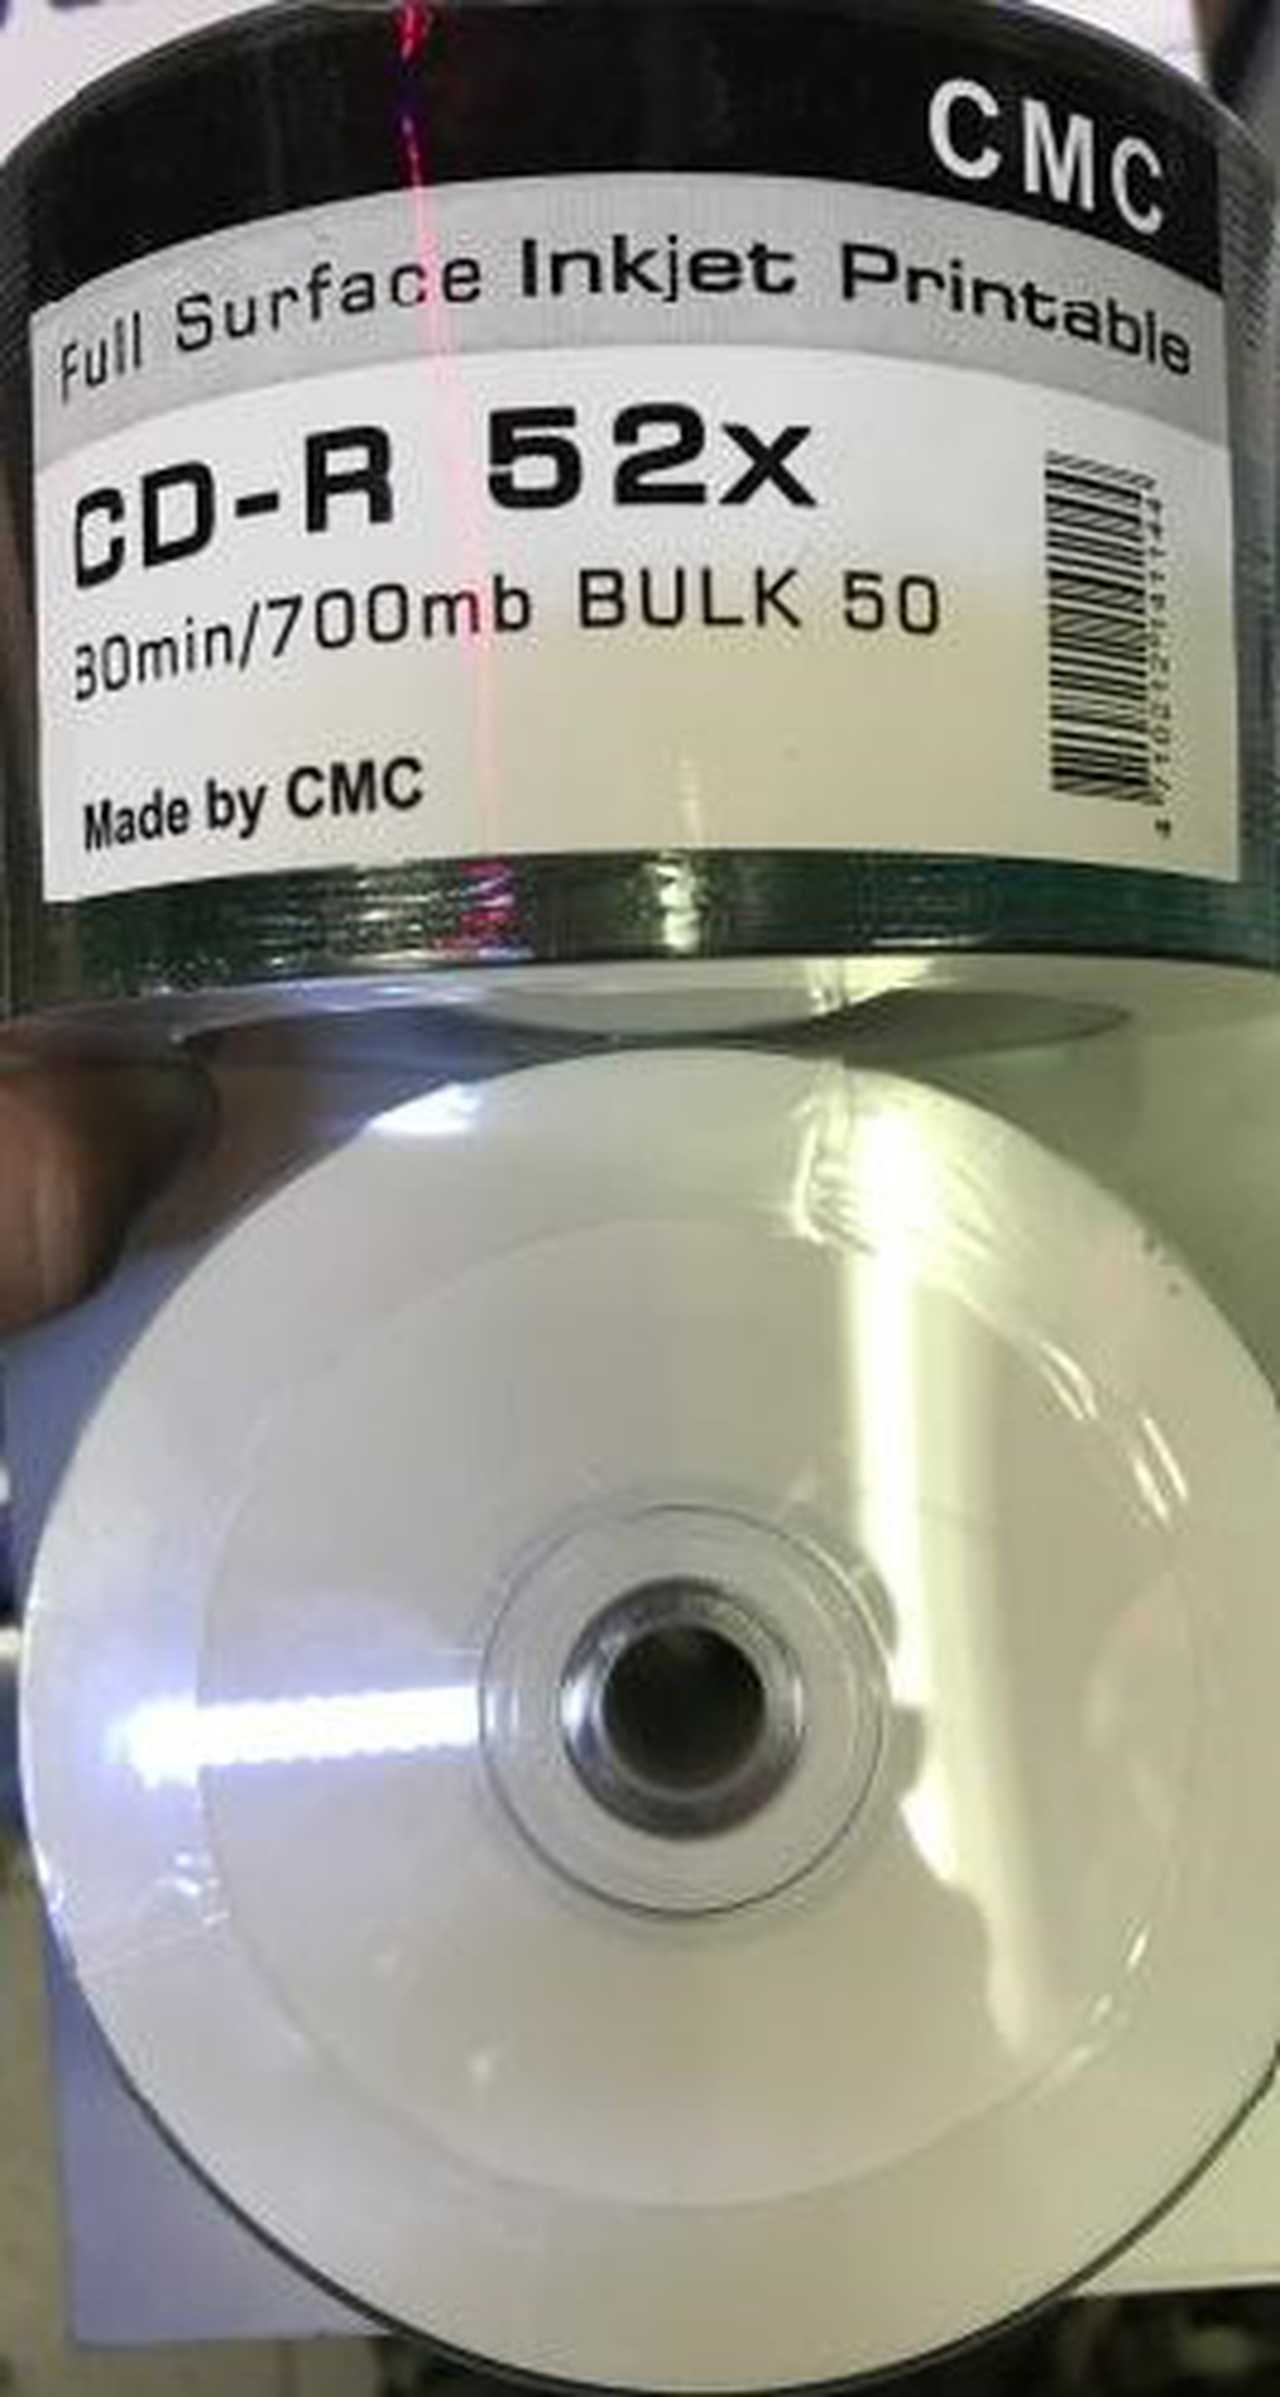 CMC
Full Surface Inkjet Printable
CD-R 52x
80min/700mb BULK 50
Made by CMC